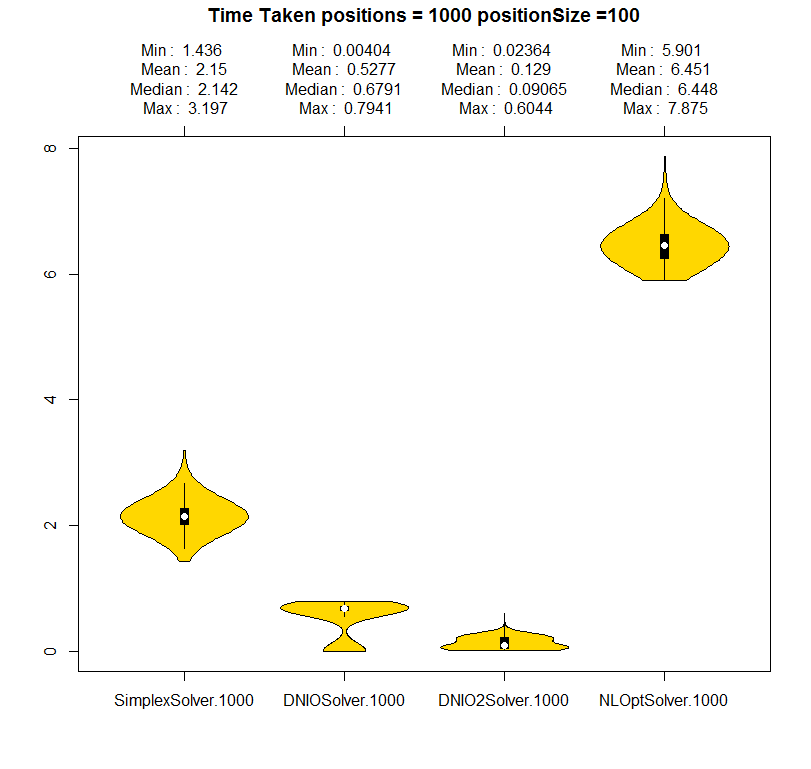 Time Taken positions = 1000 positionSize =100
Min : 1.436 Min : 0.00404 Min : 0.02364 Min : 5.901
Mean : 2.15 Mean : 0.5277 Mean : 0.129 Mean : 6.451
Median : 2.142 Median : 0.6791 Median : 0.09065 Median : 6.448
Max : 3.197 Max : 0.7941 Max : 0.6044 Max : 7.875
8
6
4
2
0
SimplexSolver.1000 DNIOSolver.1000 DNIO2Solver.1000 NLOptSolver.1000